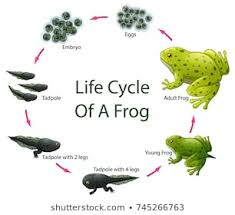 Eggs
Embryo
Life Cycle
Of A Frog
Tadpole
Adult Frog
Tadpole with 2 legs
Young Frog
Tadpole with 4 legs
shutterstock.com • 745266763